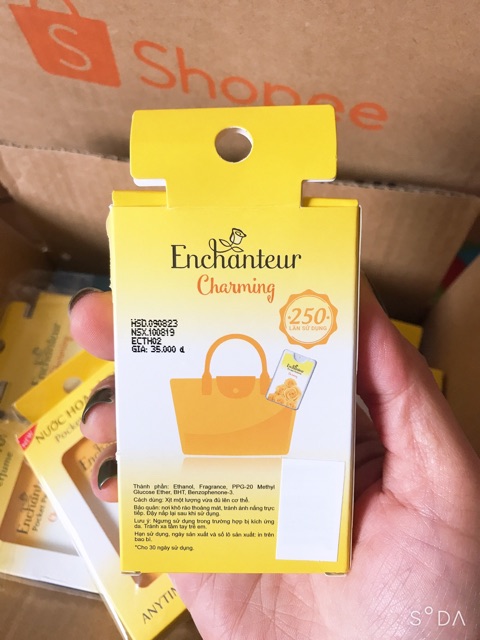 Shopee
Enchanteur
Charming
250
LẦN SỬ DỤNG
HSD.090823
NSX.100819
ECTH02
GIÁ: 35.000 đ
Enchanteur
Thành phần: Ethanol, Fragrance, PPG-20 Methyl
Glucose Ether, BHT, Benzophenone-3.
Cách dùng: Xịt một lượng vừa đủ lên cơ thể.
Bảo quản: nơi khô ráo thoáng mát, tránh ánh nắng trực
tiếp. Đậy nắp lại sau khi sử dụng.
Lưu ý: Ngưng sử dụng trong trường hợp bị kích ứng
da. Tránh xa tầm tay trẻ em.
Hạn sử dụng, ngày sản xuất và số lô sản xuất: in trên
bao bì.
*Cho 30 ngày sử dụng.
NƯỚC HOA
Enchanteur
ANYTIM
S°DA